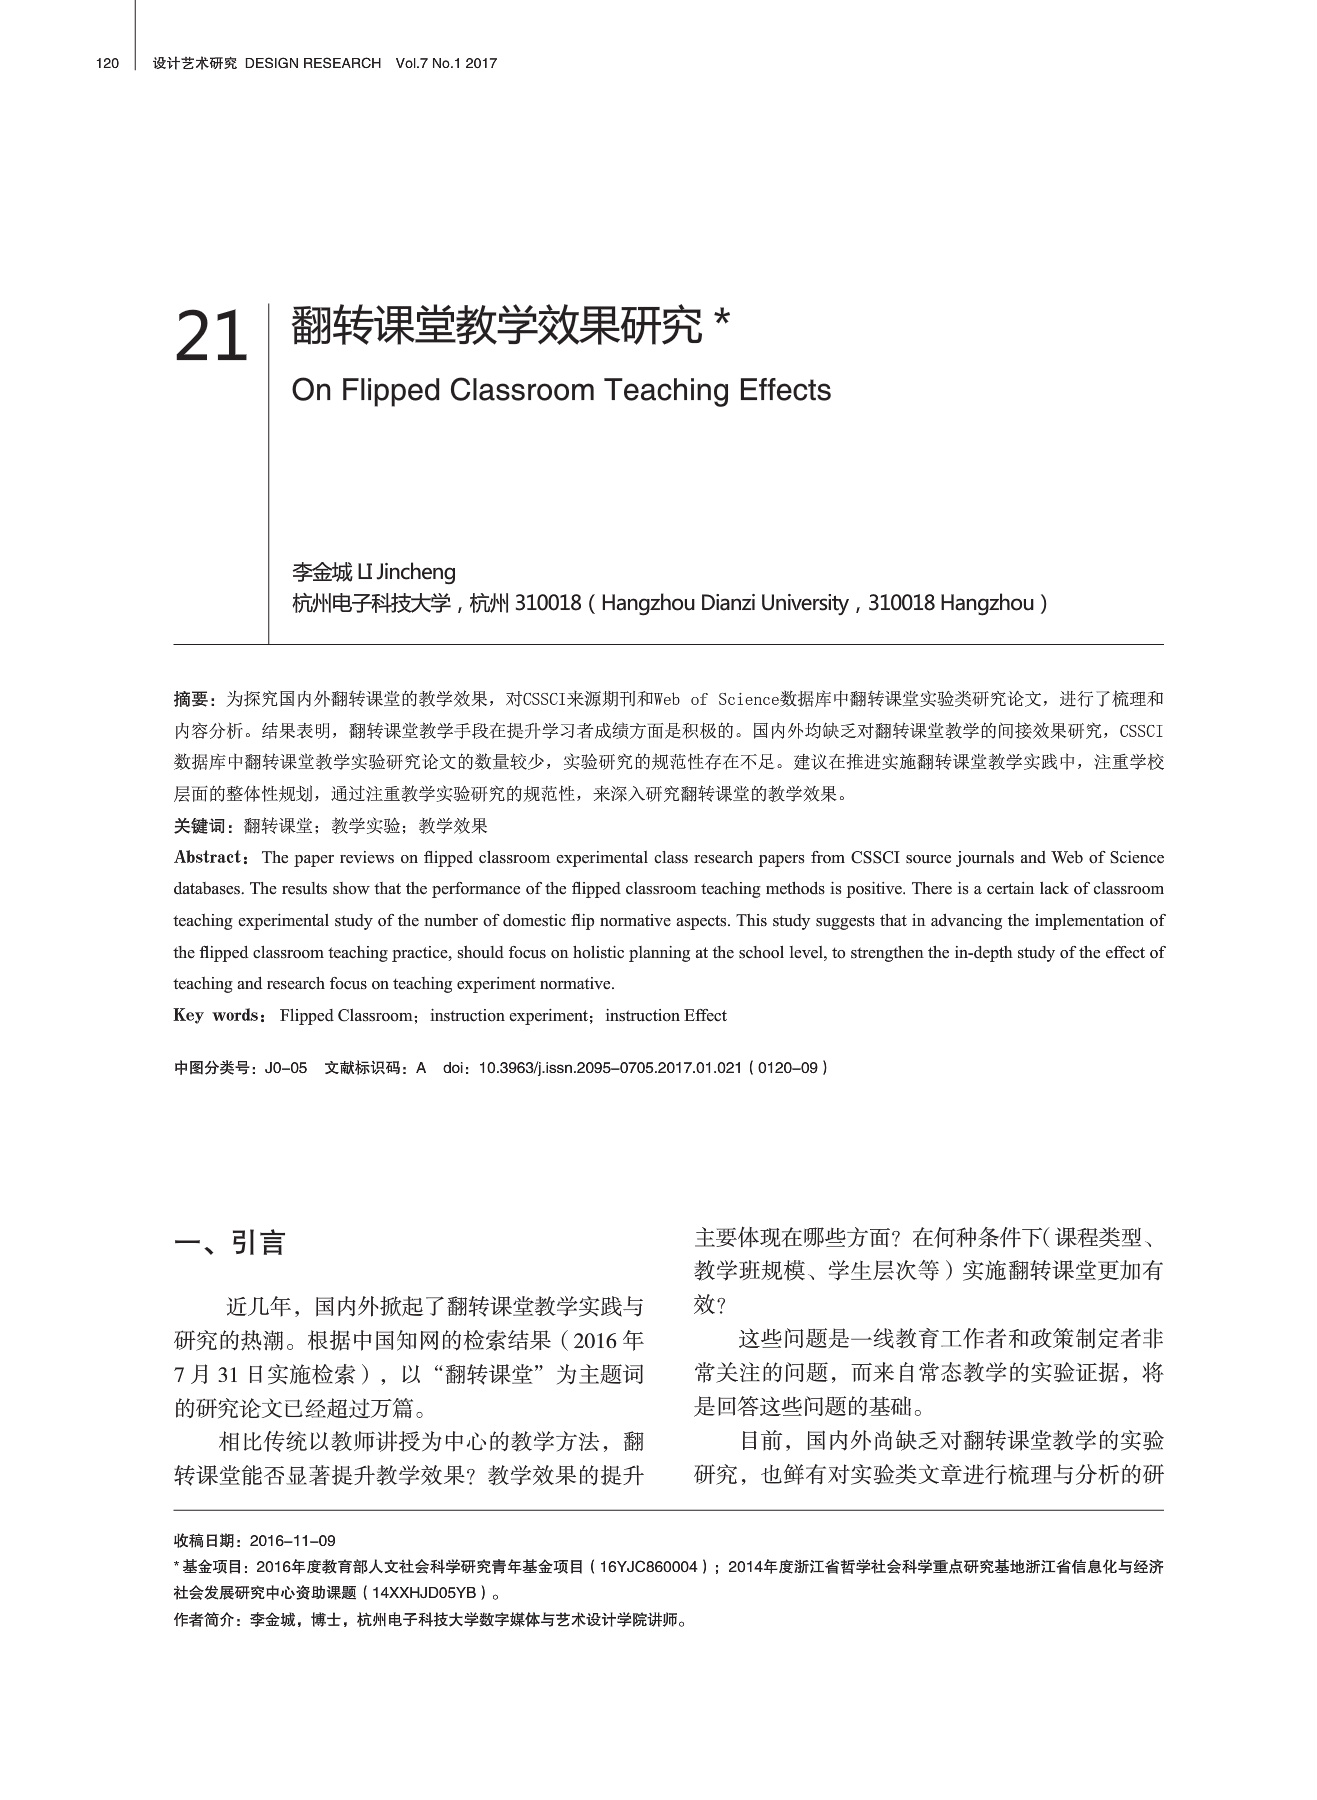 120 设计艺术研究 DESIGN RESEARCH Vol.7 No.1 2017
21
翻转课堂教学效果研究 *
On Flipped Classroom Teaching Effects
李金城 LI Jincheng
杭州电子科技大学，杭州 310018（Hangzhou Dianzi University，310018 Hangzhou）
摘要：为探究国内外翻转课堂的教学效果，对CSSCI来源期刊和Web of Science数据库中翻转课堂实验类研究论文，进行了梳理和
内容分析。结果表明，翻转课堂教学手段在提升学习者成绩方面是积极的。国内外均缺乏对翻转课堂教学的间接效果研究，CSSCI
数据库中翻转课堂教学实验研究论文的数量较少，实验研究的规范性存在不足。建议在推进实施翻转课堂教学实践中，注重学校
层面的整体性规划，通过注重教学实验研究的规范性，来深入研究翻转课堂的教学效果。
关键词：翻转课堂；教学实验；教学效果
Abstract：The paper reviews on flipped classroom experimental class research papers from CSSCI source journals and Web of Science
databases. The results show that the performance of the flipped classroom teaching methods is positive. There is a certain lack of classroom
teaching experimental study of the number of domestic flip normative aspects. This study suggests that in advancing the implementation of
the flipped classroom teaching practice, should focus on holistic planning at the school level, to strengthen the in-depth study of the effect of
teaching and research focus on teaching experiment normative.
Key words：Flipped Classroom；instruction experiment；instruction Effect
中图分类号：J0-05 文献标识码：A doi：10.3963/j.issn.2095-0705.2017.01.021（0120-09）
一、引言
近几年，国内外掀起了翻转课堂教学实践与
研究的热潮。根据中国知网的检索结果（2016 年
7 月 31 日实施检索），以“翻转课堂”为主题词
的研究论文已经超过万篇。
相比传统以教师讲授为中心的教学方法，翻
转课堂能否显著提升教学效果？教学效果的提升
主要体现在哪些方面？在何种条件下（课程类型、
教学班规模、学生层次等）实施翻转课堂更加有
效？
这些问题是一线教育工作者和政策制定者非
常关注的问题，而来自常态教学的实验证据，将
是回答这些问题的基础。
目前，国内外尚缺乏对翻转课堂教学的实验
研究，也鲜有对实验类文章进行梳理与分析的研
收稿日期：2016-11-09
* 基金项目：2016年度教育部人文社会科学研究青年基金项目（16YJC860004）；2014年度浙江省哲学社会科学重点研究基地浙江省信息化与经济
社会发展研究中心资助课题（14XXHJD05YB）。
作者简介：李金城，博士，杭州电子科技大学数字媒体与艺术设计学院讲师。